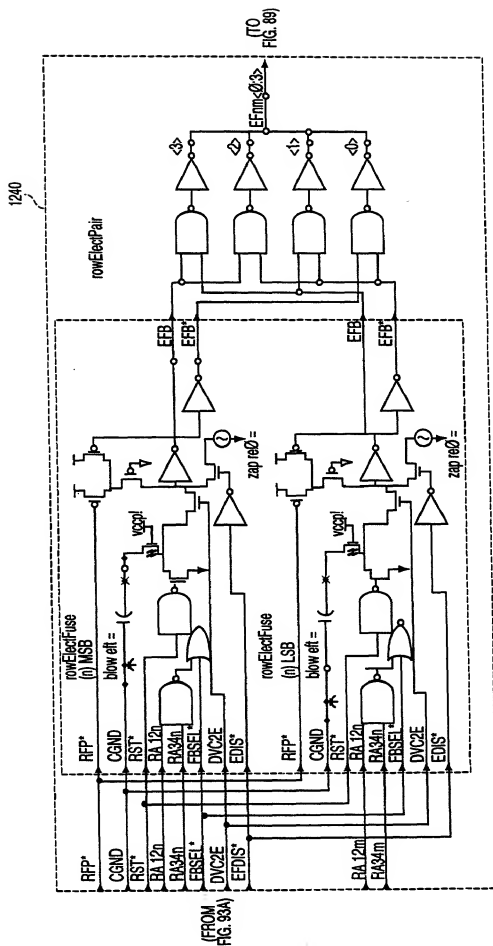 1240
rowElectPair
(TO
FIG. 89)
EFnm<0:3>
<3>
<2>
<1>
<0>
EFB
EFB*
EFB
EFB*
rowElectFuse
(n) MSB
blow eft =
vccp!
zap re0 =
RFP*
CGND
RST*
RA 12n
RA34n
FBSEL*
DVC2E
EDIS*
rowElectFuse
(n) LSB
blow eft =
vccp!
zap re0 =
RFP*
CGND
RST*
RA 12n
RA34n
FBSEL*
DVC2E
EDIS*
RFP*
CGND
RST*
RA 12n
RA34n
FBSEL*
DVC2E
EFDIS*
RA 12m
RA34m
(FROM
FIG. 93A)